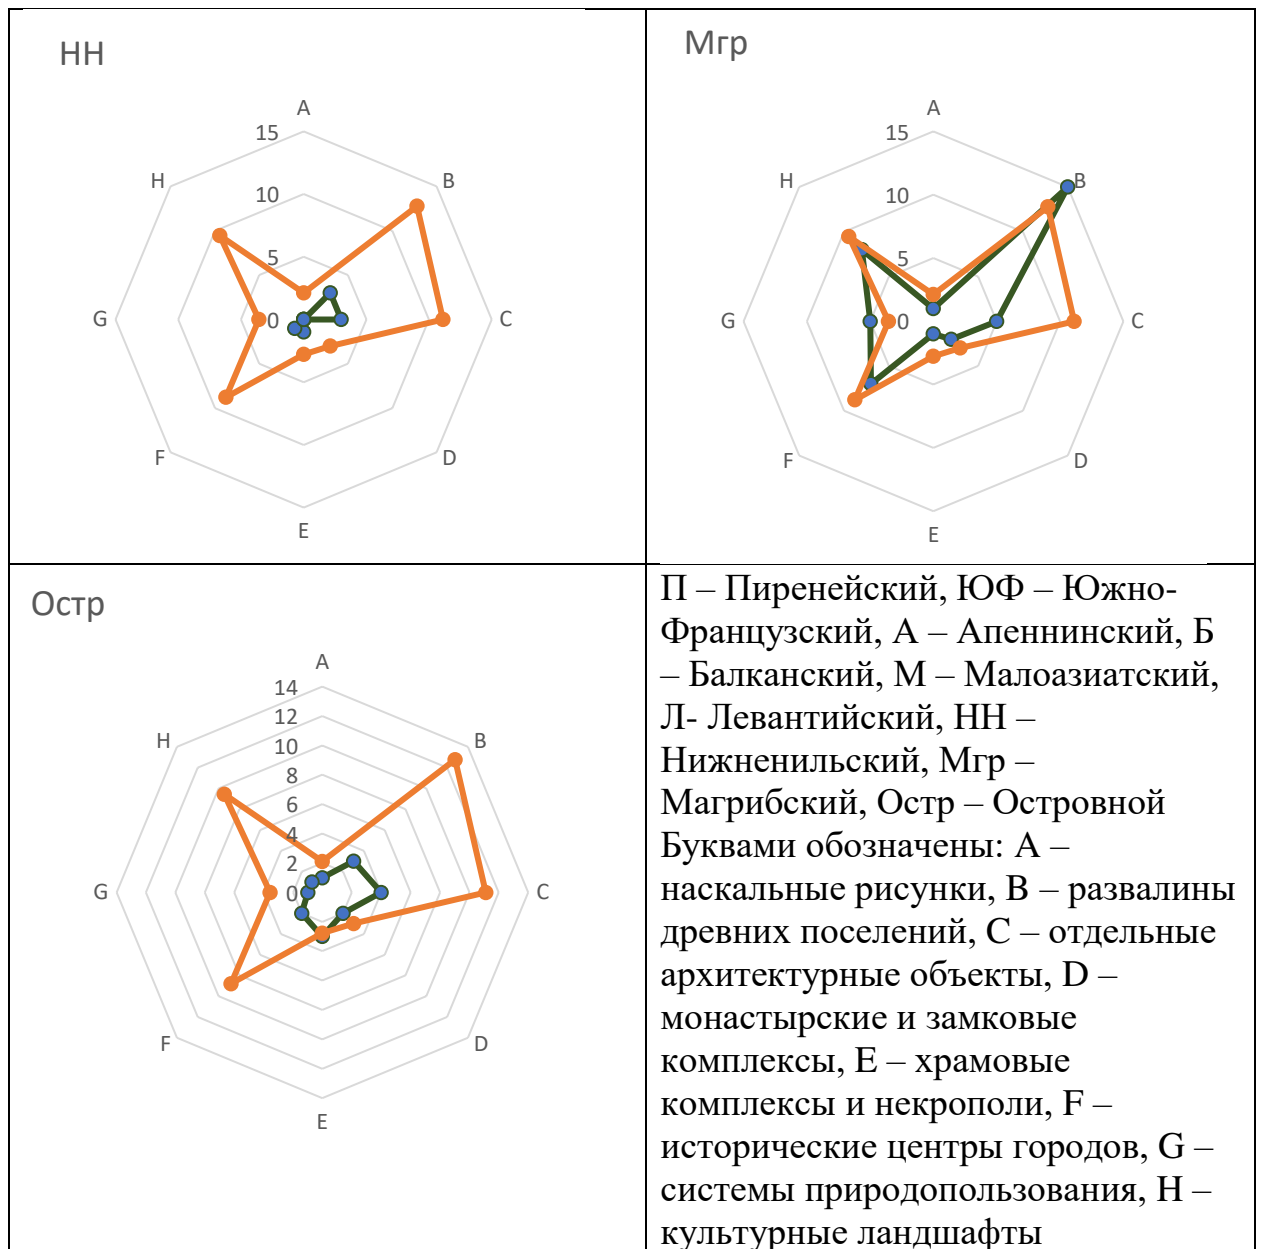 НН
A
15
B
10
H
5
0
G
C
F
D
E
Мгр
A
15
B
10
H
5
0
G
C
F
D
E
Остр
A
14
12
B
H
10
8
6
4
2
0
G
C
F
D
E
П – Пиренейский, ЮФ – Южно-
Французский, А – Апеннинский, Б
– Балканский, М – Малоазиатский,
Л- Левантийский, НН –
Нижненильский, Мгр –
Магрибский, Остр – Островной
Буквами обозначены: А –
наскальные рисунки, В – развалины
древних поселений, С – отдельные
архитектурные объекты, D –
монастырские и замковые
комплексы, Е – храмовые
комплексы и некрополи, F –
исторические центры городов, G –
системы природопользования, Н –
культурные ландшафты